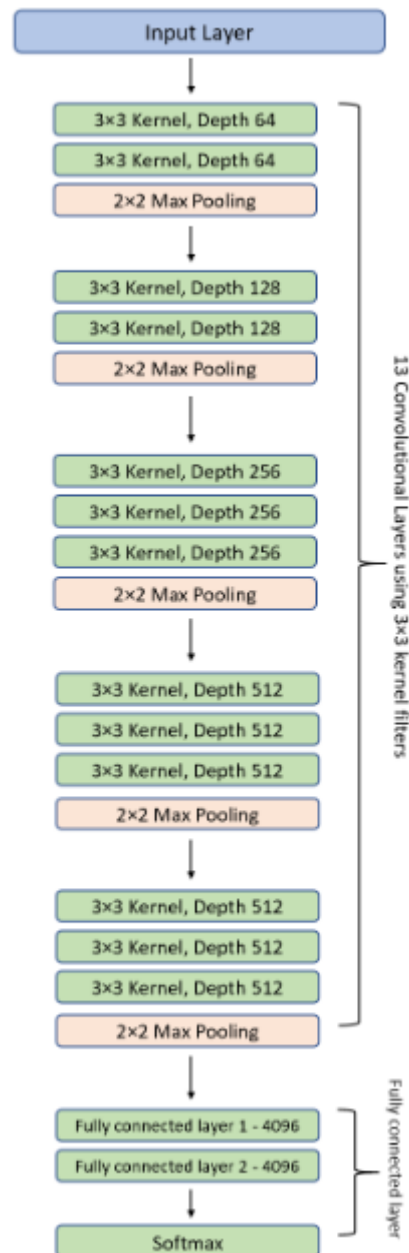 Input Layer
3×3 Kernel, Depth 64
3×3 Kernel, Depth 64
2×2 Max Pooling
3×3 Kernel, Depth 128
3×3 Kernel, Depth 128
2×2 Max Pooling
3×3 Kernel, Depth 256
3×3 Kernel, Depth 256
3×3 Kernel, Depth 256
2×2 Max Pooling
3×3 Kernel, Depth 512
3×3 Kernel, Depth 512
3×3 Kernel, Depth 512
2×2 Max Pooling
3×3 Kernel, Depth 512
3×3 Kernel, Depth 512
3×3 Kernel, Depth 512
2×2 Max Pooling
13 Convolutional Layers using 3×3 kernel filters
Fully connected layer 1 - 4096
Fully connected layer 2 - 4096
Softmax
Fully connected layer